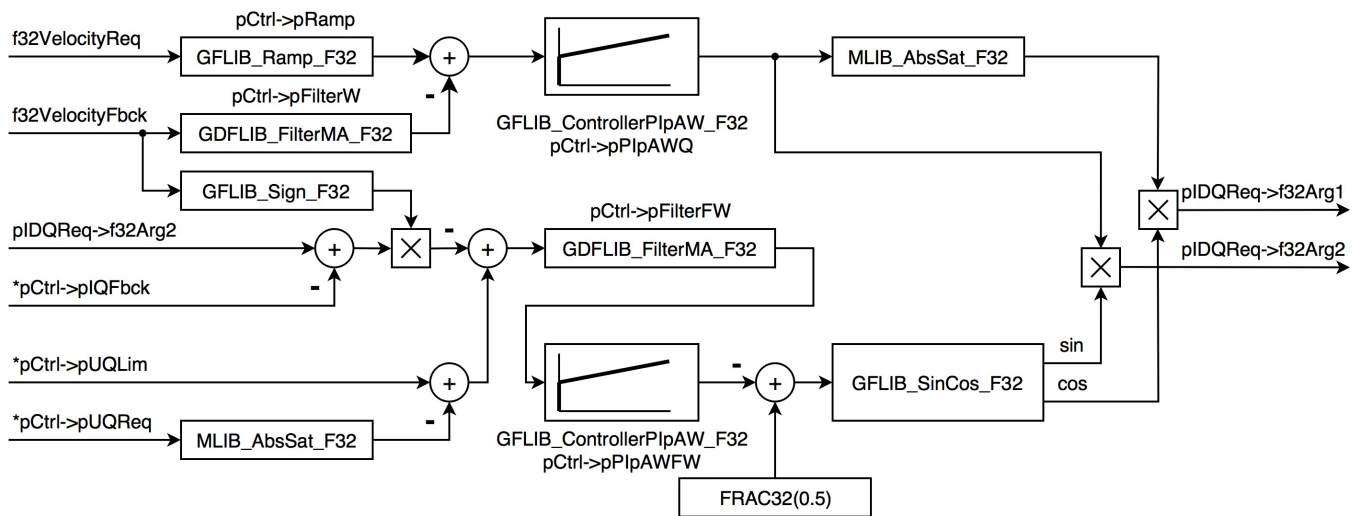 pCtrl->pRamp
f32VelocityReq
GFLIB_Ramp_F32
+
MLIB_AbsSat_F32
pCtrl->pFilterW
-
f32VelocityFbck
GDFLIB_FilterMA_F32
GFLIB_ControllerPIpAW_F32
pCtrl->pPIpAWQ
GFLIB_Sign_F32
pIDQReq->f32Arg1
×
pCtrl->pFilterFW
pIDQReq->f32Arg2
+
×
-
+
GDFLIB_FilterMA_F32
pIDQReq->f32Arg2
×
-
*pCtrl->pIQFbck
*pCtrl->pUQLim
+
-
+
GFLIB_SinCos_F32
sin
cos
*pCtrl->pUQReq
MLIB_AbsSat_F32
-
GFLIB_ControllerPIpAW_F32
pCtrl->pPIpAWFW
FRAC32(0.5)